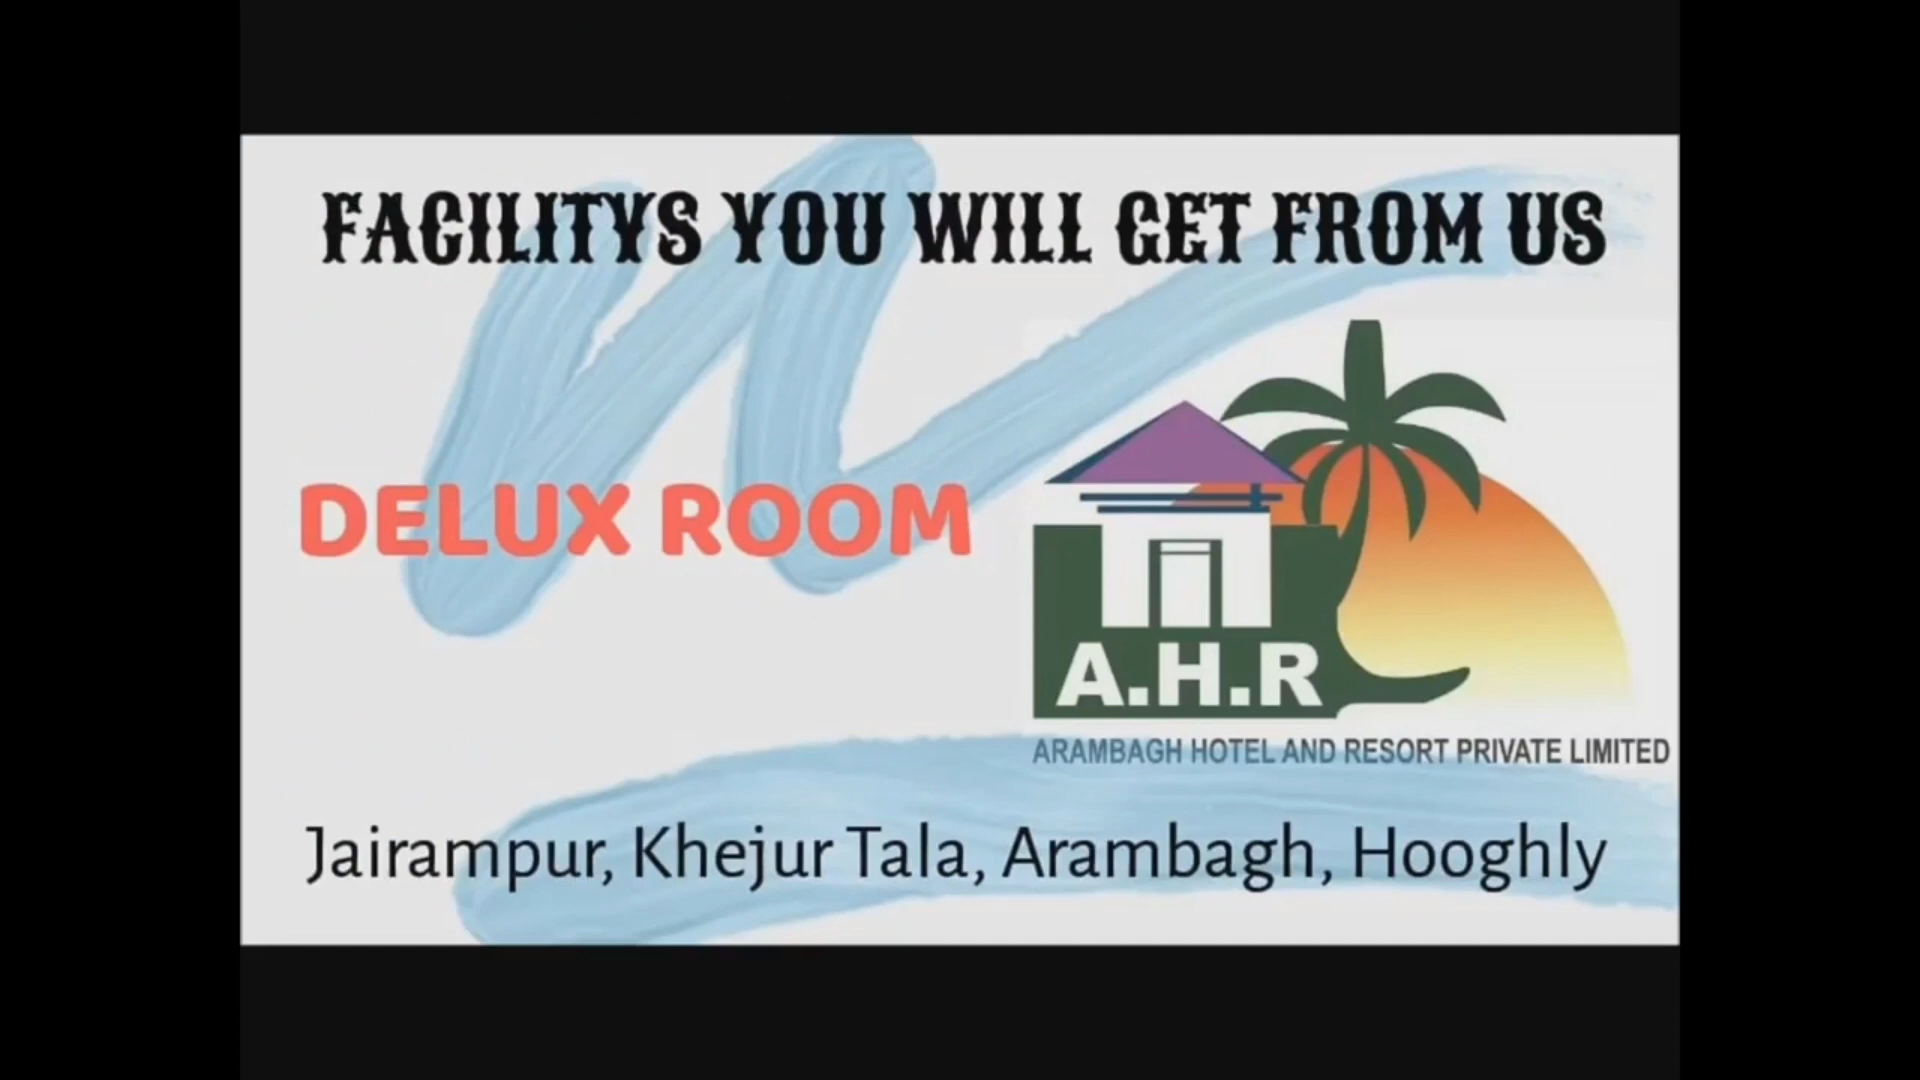 FACILITYS YOU WILL GET FROM US
DELUX ROOM
A.H.R
ARAMBAGH HOTEL AND RESORT PRIVATE LIMITED
Jairampur, Khejur Tala, Arambagh, Hooghly